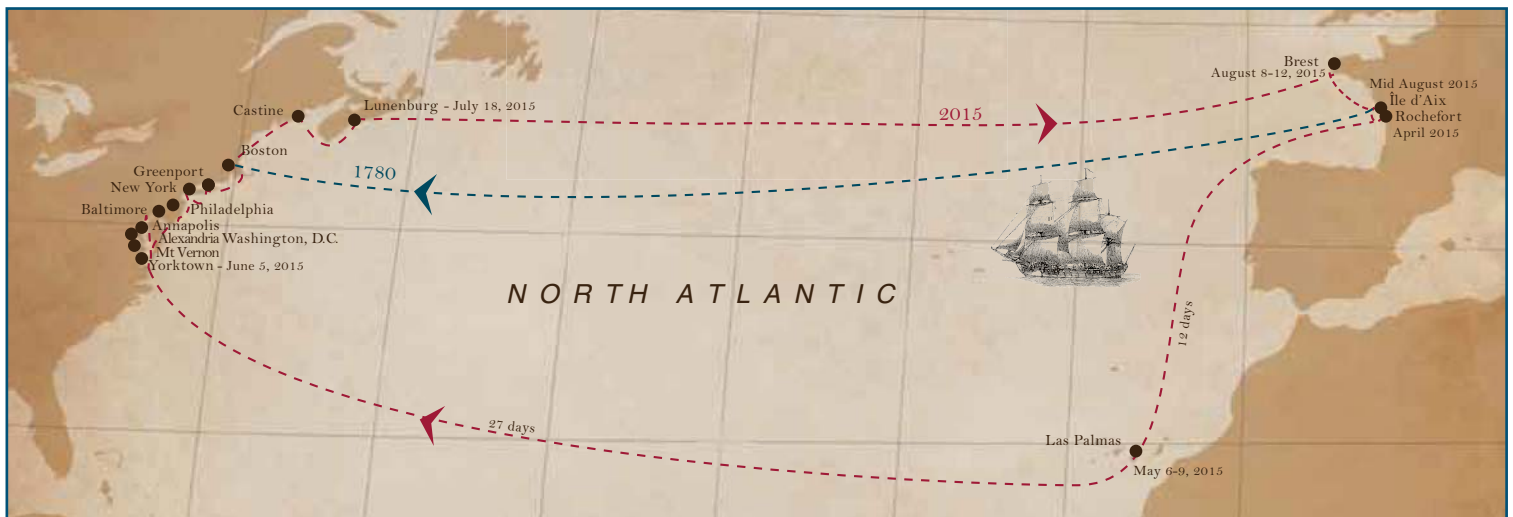 Brest
August 8-12, 2015
Mid August 2015
Île d'Aix
Rochefort
April 2015
Castine
Lunenburg - July 18, 2015
2015
Boston
1780
Greenport
New York
Baltimore
Philadelphia
Annapolis
Alexandria Washington, D.C.
Mt Vernon
Yorktown - June 5, 2015
NORTH ATLANTIC
12 days
27 days
Las Palmas
May 6-9, 2015